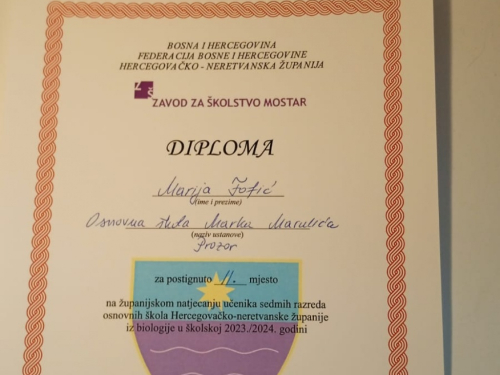 BOSNA I HERCEGOVINA
FEDERACIJA BOSNE I HERCEGOVINE
HERCEGOVAČKO - NERETVANSKA ŽUPANIJA
ZŠ
ZAVOD ZA ŠKOLSTVO MOSTAR
DIPLOMA
Marija
(ime i prezime)
Osnovna škola Marka Marulića
(naziv ustanove)
Prozor
za postignuto II. mjesto
na županijskom natjecanju učenika sedmih razreda
osnovnih škola Hercegovačko-neretvanske županije
iz biologije u školskoj 2023./2024. godini